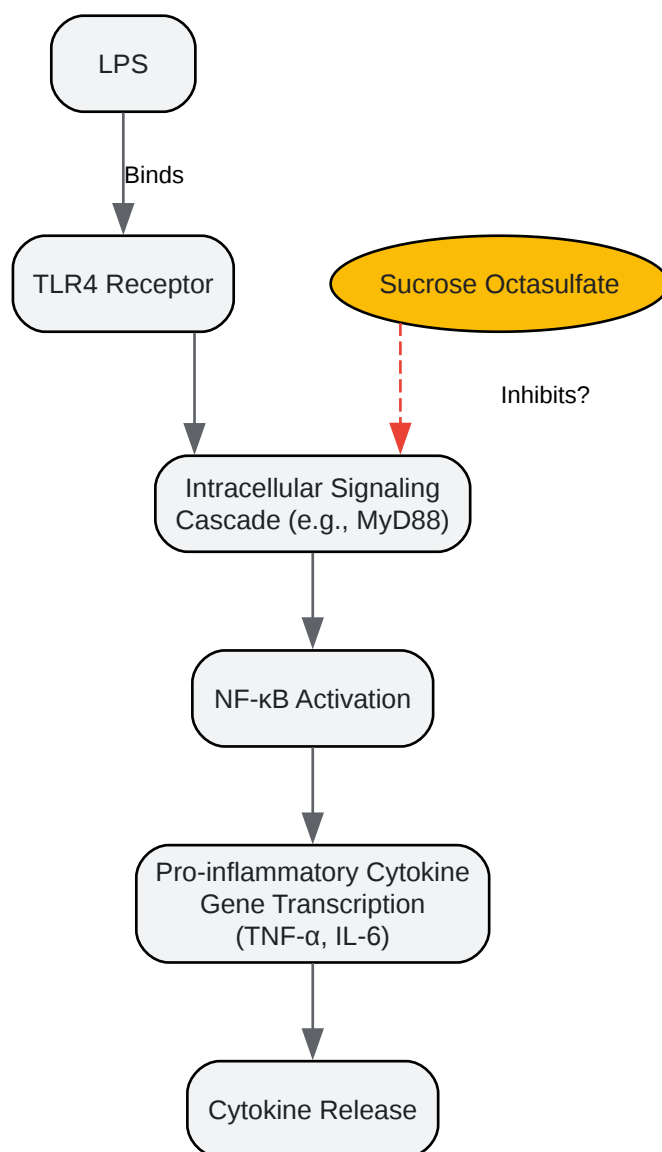 LPS
Binds
TLR4 Receptor
Sucrose Octasulfate
Inhibits?
Intracellular Signaling
Cascade (e.g., MyD88)
NF-κB Activation
Pro-inflammatory Cytokine
Gene Transcription
(TNF-α, IL-6)
Cytokine Release